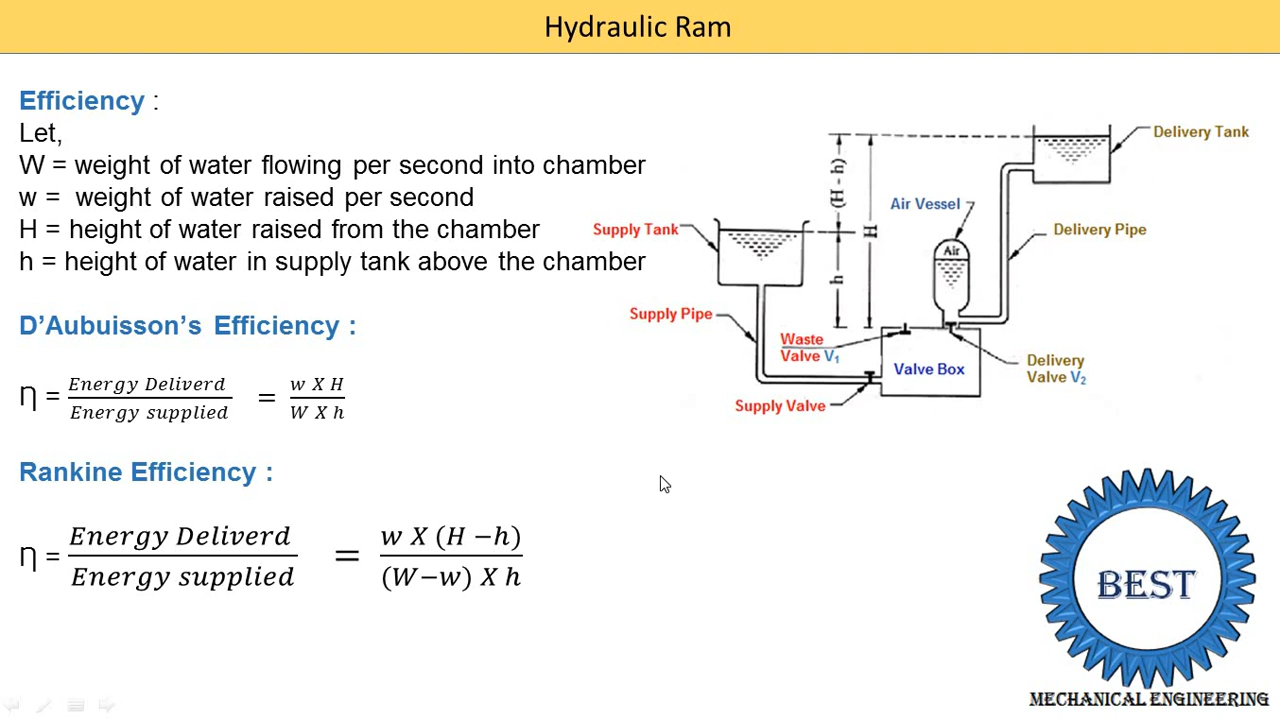 Hydraulic Ram
Efficiency :
Let,
W = weight of water flowing per second into chamber
w = weight of water raised per second
H = height of water raised from the chamber
h = height of water in supply tank above the chamber
D'Aubuisson's Efficiency :
η = Energy Deliverd / Energy supplied = w X H / W X h
Rankine Efficiency :
η = Energy Deliverd / Energy supplied = w X (H –h) / (W–w) X h
Delivery Tank
(H - h)
Air Vessel
Supply Tank
H
Delivery Pipe
Air
h
Supply Pipe
Waste
Valve V₁
Valve Box
Delivery
Valve V₂
Supply Valve
BEST
MECHANICAL ENGINEERING